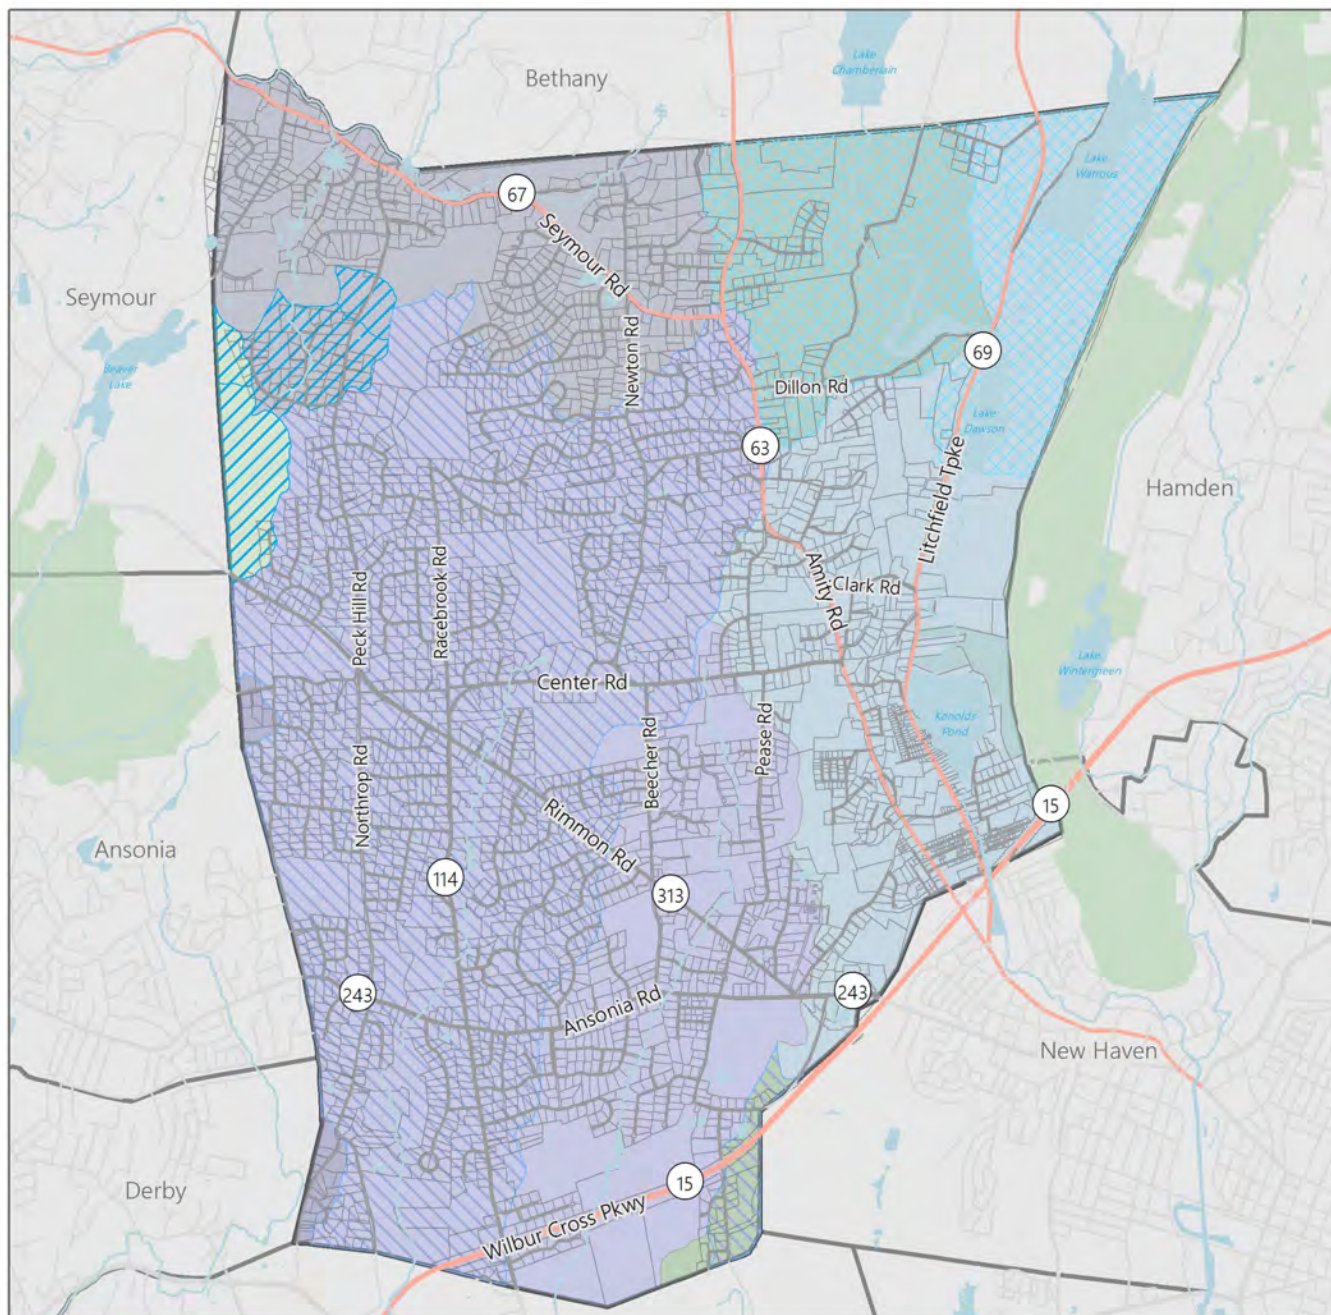 Bethany
Lake
Chamberlain
Lake
Watrous
67
Seymour Rd
Seymour
Beaver
Lake
Newton Rd
69
Dillon Rd
Lake
Dawson
63
Litchfield Tpke
Hamden
Racebrook Rd
Peck Hill Rd
Amity Rd
Clark Rd
Center Rd
Lake
Wintergreen
Konolds
Pond
Beecher Rd
Pease Rd
Northrop Rd
Rimmon Rd
15
Ansonia
114
313
243
Ansonia Rd
243
New Haven
Derby
15
Wilbur Cross Pkwy